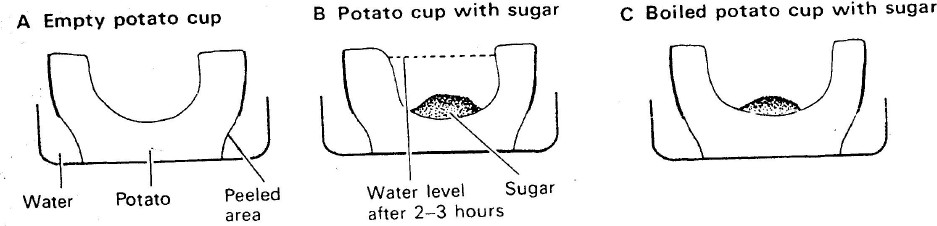 A Empty potato cup
B Potato cup with sugar
C Boiled potato cup with sugar
Water
Potato
Peeled
area
Water level
after 2–3 hours
Sugar